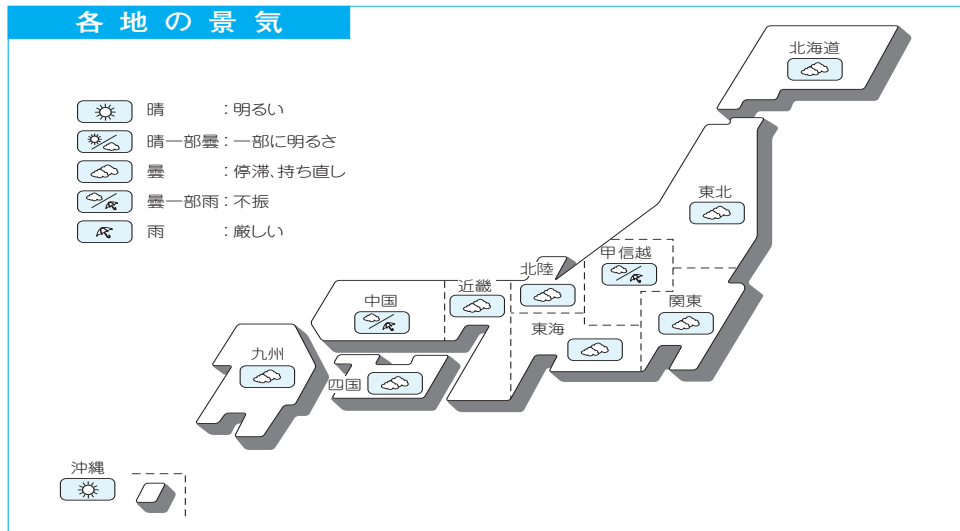 各地の景気
晴　：明るい
晴一部曇：一部に明るさ
曇　：停滞、持ち直し
曇一部雨：不振
雨　：厳しい
北海道
東北
甲信越
北陸
近畿
関東
中国
東海
九州
四国
沖縄